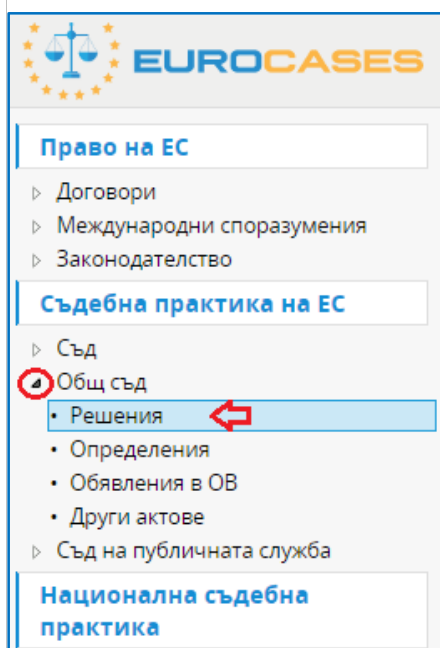 EUROCASES
Право на ЕС
Договори
Международни споразумения
Законодателство
Съдебна практика на ЕС
Съд
Общ съд
• Решения
• Определения
• Обявления в ОВ
• Други актове
Съд на публичната служба
Национална съдебна
практика